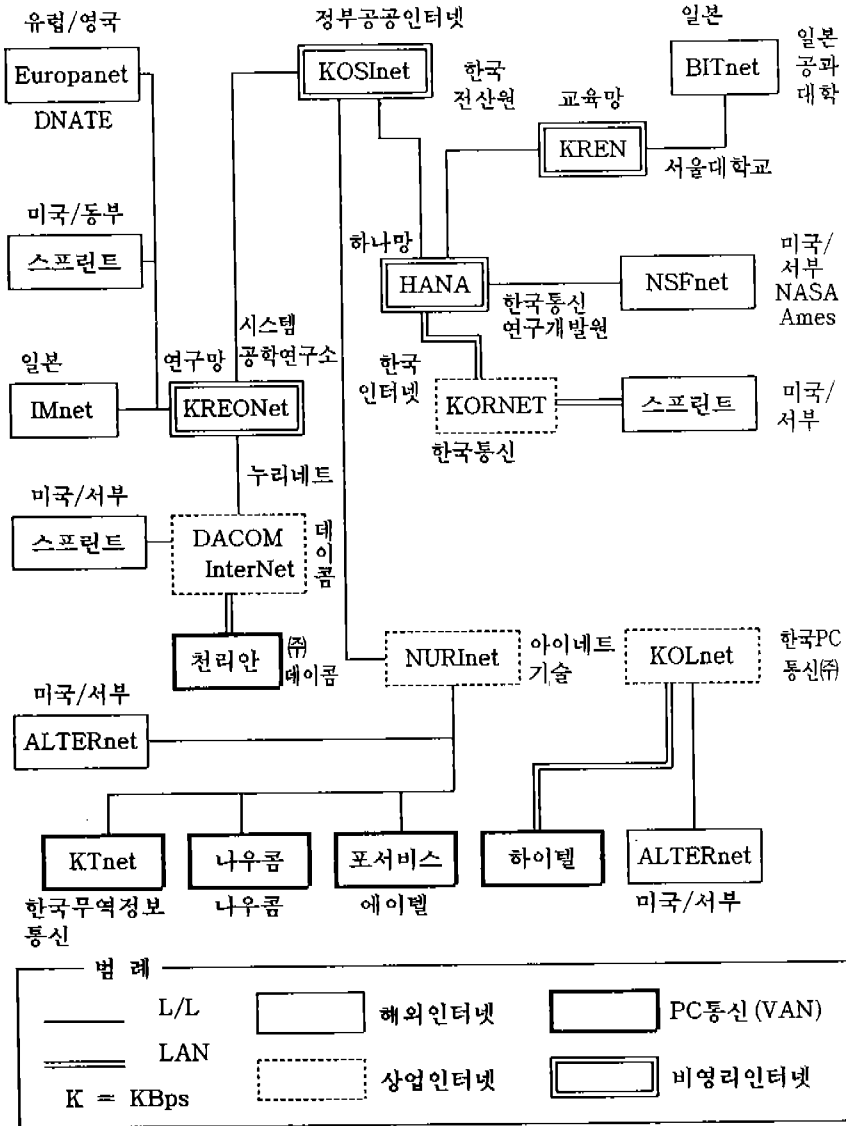 유럽/영국
Europanet
DNATE
정부공공인터넷
KOSInet
한국
전산원
일본
BITnet
일본
공과
대학
교육망
KREN
서울대학교
미국/동부
스프린트
하나망
HANA
한국통신
연구개발원
NSFnet
미국/
서부
NASA
Ames
일본
IMnet
연구망
시스템
공학연구소
KREONet
한국
인터넷
KORNET
한국통신
스프린트
미국/
서부
누리네트
미국/서부
스프린트
DACOM
InterNet
데
이
콤
천리안
㈜
데이콤
NURInet
아이네트
기술
KOLnet
한국PC
통신㈜
미국/서부
ALTERnet
KTnet
한국무역정보
통신
나우콤
나우콤
포서비스
에이텔
하이텔
ALTERnet
미국/서부
범 례
L/L
LAN
K = KBps
해외인터넷
상업인터넷
PC통신(VAN)
비영리인터넷